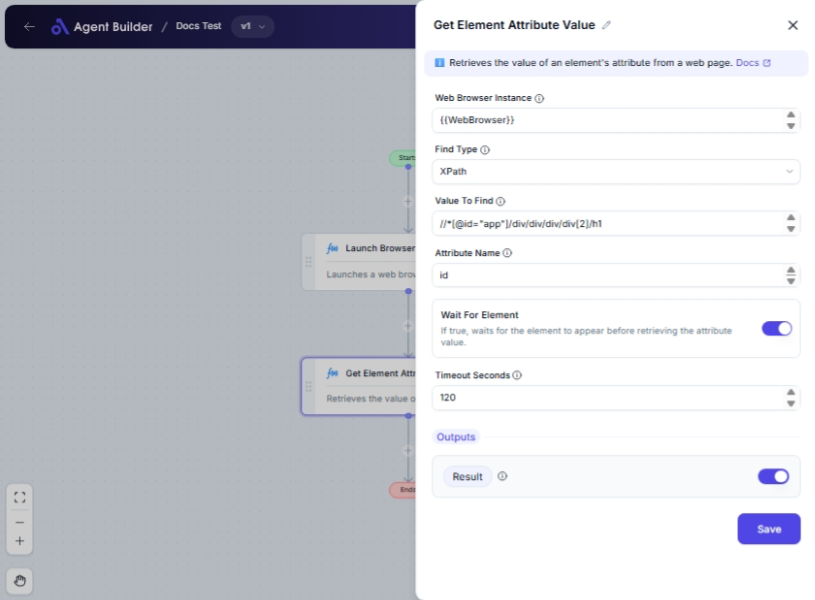 Agent Builder / Docs Test v1
Start
Launch Browser
Launches a web brow
Get Element Attr
Retrieves the value o
End
Get Element Attribute Value
Retrieves the value of an element's attribute from a web page. Docs
Web Browser Instance
{{WebBrowser}}
Find Type
XPath
Value To Find
//*[@id="app"]/div/div/div/div[2]/h1
Attribute Name
id
Wait For Element
If true, waits for the element to appear before retrieving the attribute
value.
Timeout Seconds
120
Outputs
Result
Save